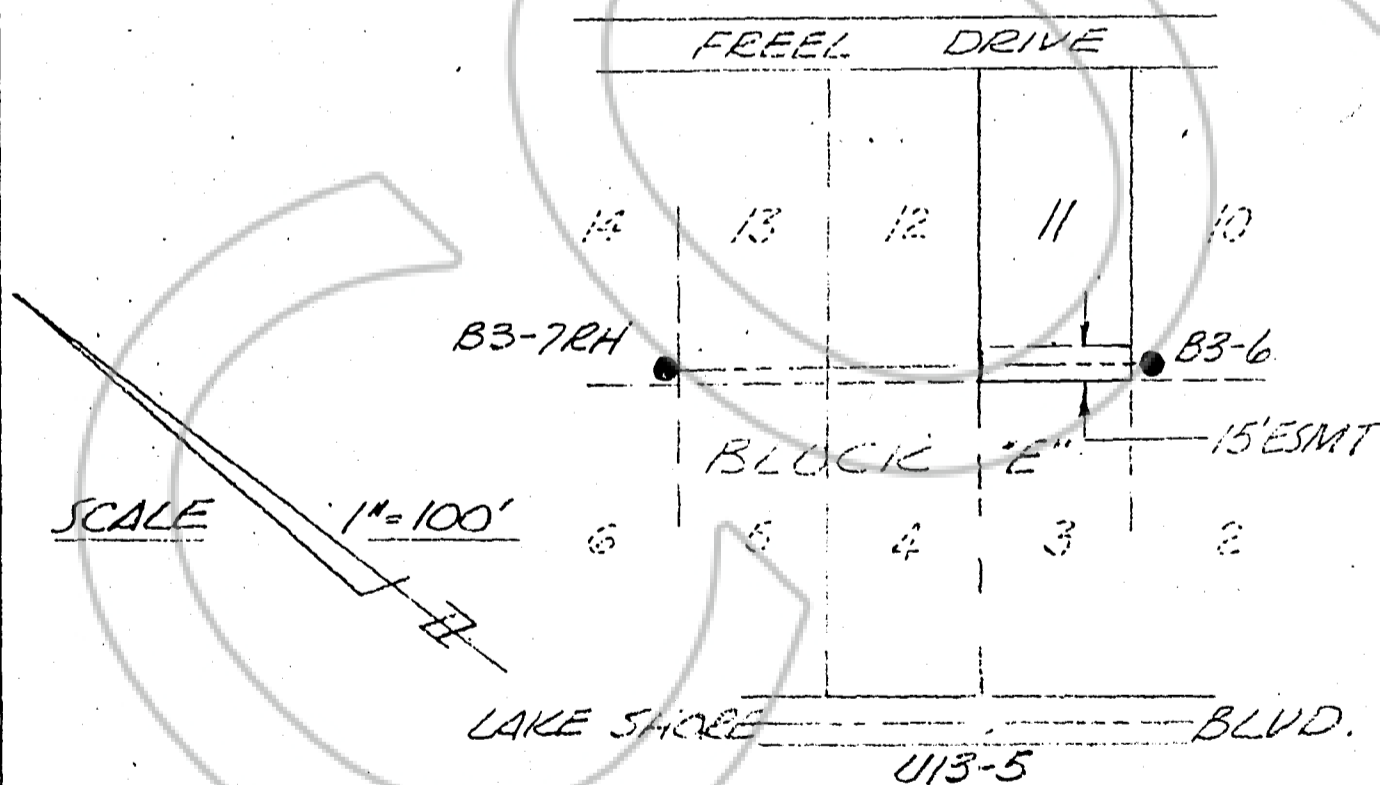 FREEL DRIVE
14 13 12 11 10
B3-7RH B3-6
BLOCK "E" 15' ESMT
SCALE 1"=100'
6 5 4 3 2
N
LAKE SHORE BLVD.
U13-5